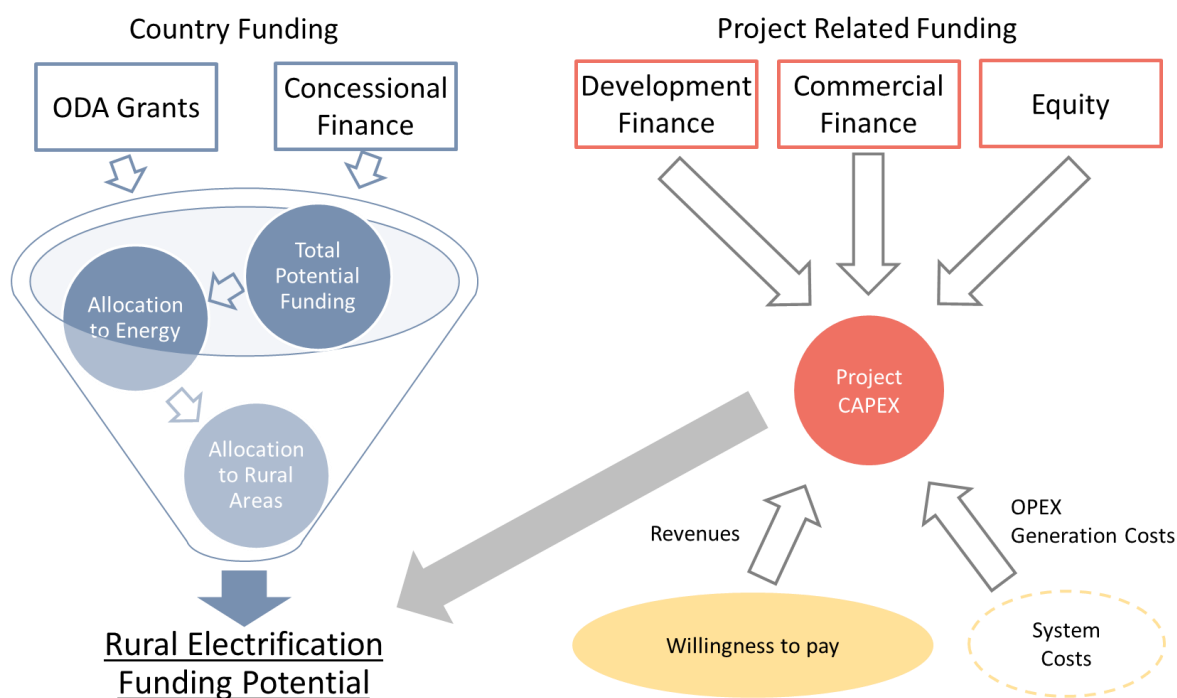 Country Funding
Project Related Funding
ODA Grants
Concessional
Finance
Development
Finance
Commercial
Finance
Equity
Total
Potential
Funding
Allocation
to Energy
Allocation
to Rural
Areas
Project
CAPEX
Revenues
OPEX
Generation Costs
Willingness to pay
System
Costs
Rural Electrification
Funding Potential